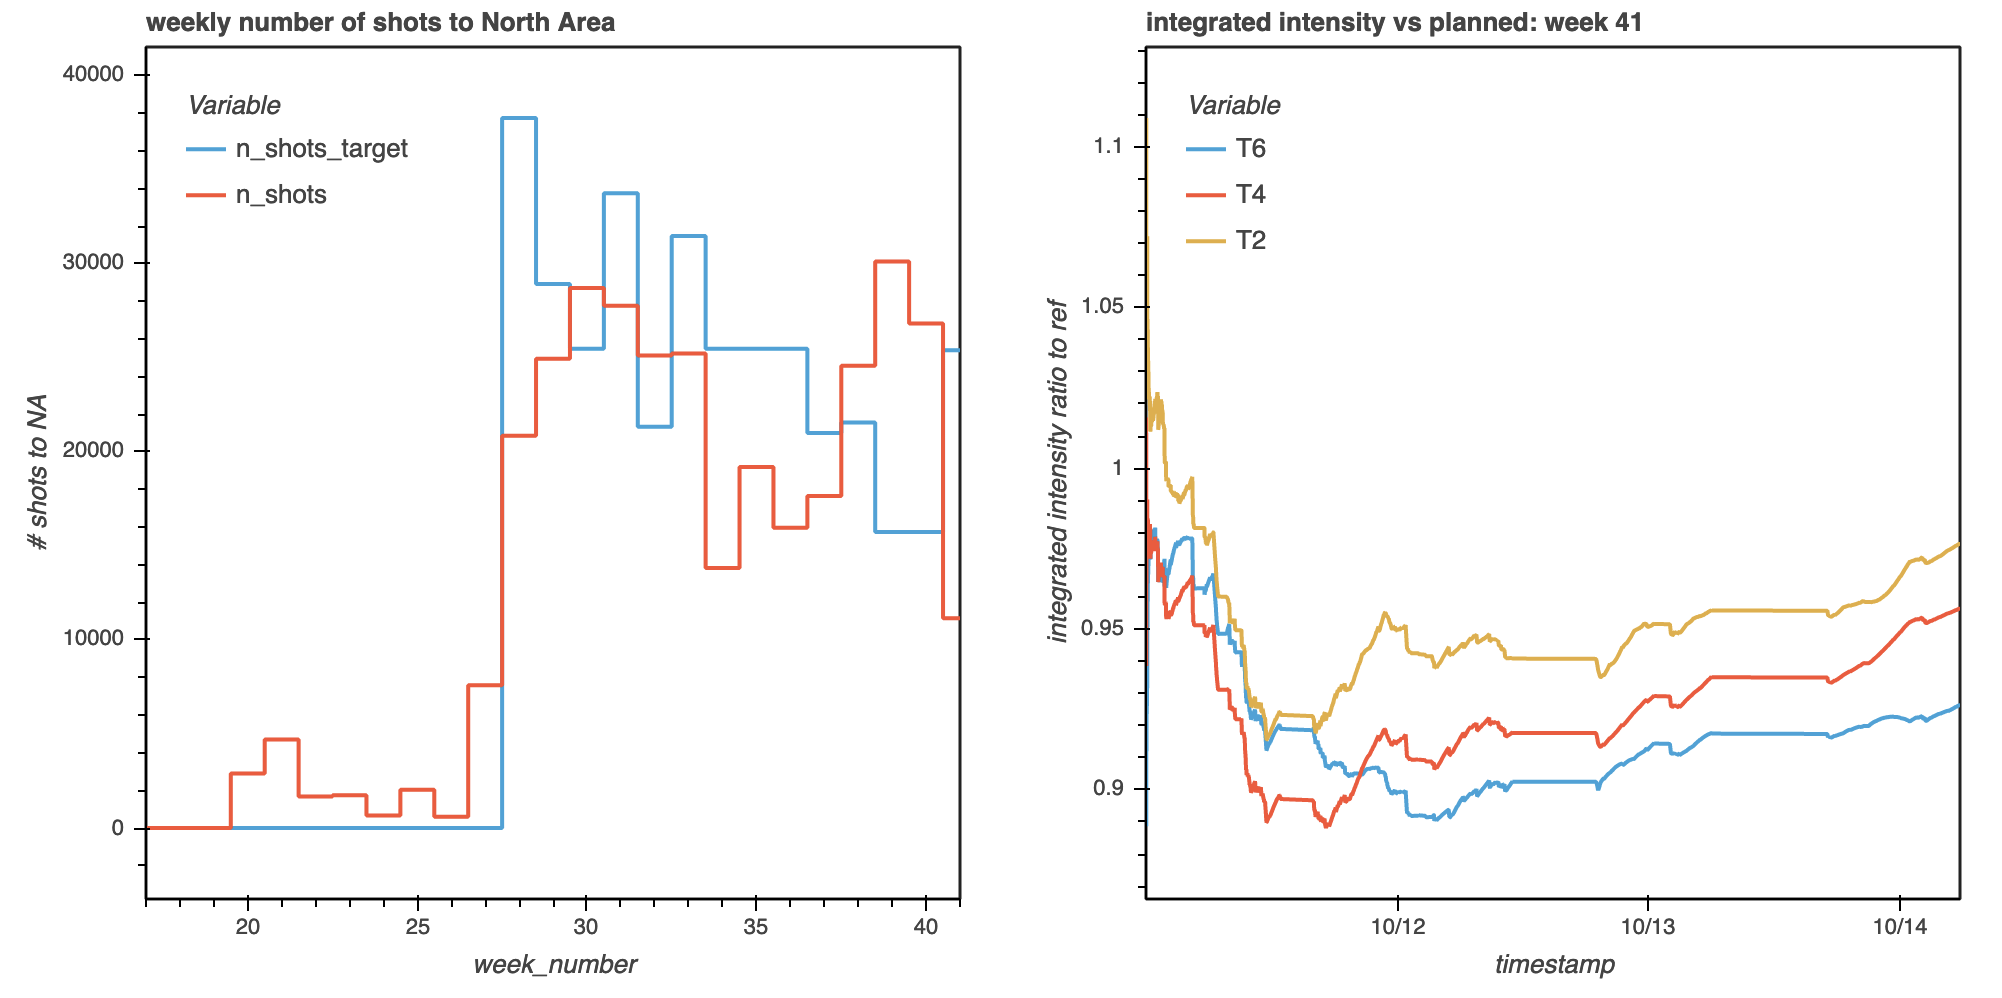 weekly number of shots to North Area
40000
30000
20000
10000
0
# shots to NA
Variable
n_shots_target
n_shots
20
25
30
35
40
week_number
integrated intensity vs planned: week 41
1.1
1.05
1
0.95
0.9
integrated intensity ratio to ref
Variable
T6
T4
T2
10/12
10/13
10/14
timestamp